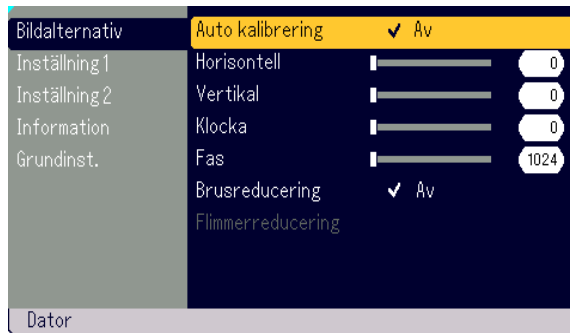 Bildalternativ
Inställning 1
Inställning 2
Information
Grundinst.
Auto kalibrering ✔ Av
Horisontell 0
Vertikal 0
Klocka 0
Fas 1024
Brusreducering ✔ Av
Flimmerreducering
Dator